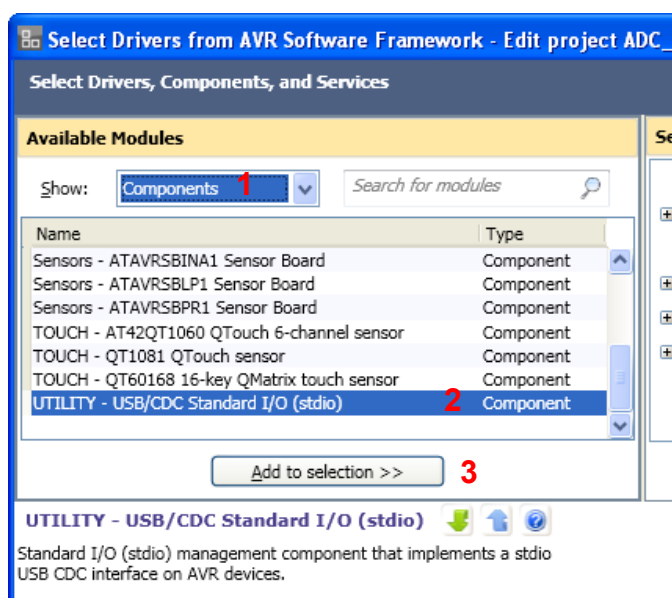 Select Drivers from AVR Software Framework - Edit project ADC_
Select Drivers, Components, and Services
Available Modules
Se
Show: Components 1 Search for modules
Name Type
Sensors - ATAVRSBINA1 Sensor Board Component
Sensors - ATAVRSBLP1 Sensor Board Component
Sensors - ATAVRSBPR1 Sensor Board Component
TOUCH - AT42QT1060 QTouch 6-channel sensor Component
TOUCH - QT1081 QTouch sensor Component
TOUCH - QT60168 16-key QMatrix touch sensor Component
UTILITY - USB/CDC Standard I/O (stdio) 2 Component
Add to selection >> 3
UTILITY - USB/CDC Standard I/O (stdio)
Standard I/O (stdio) management component that implements a stdio
USB CDC interface on AVR devices.